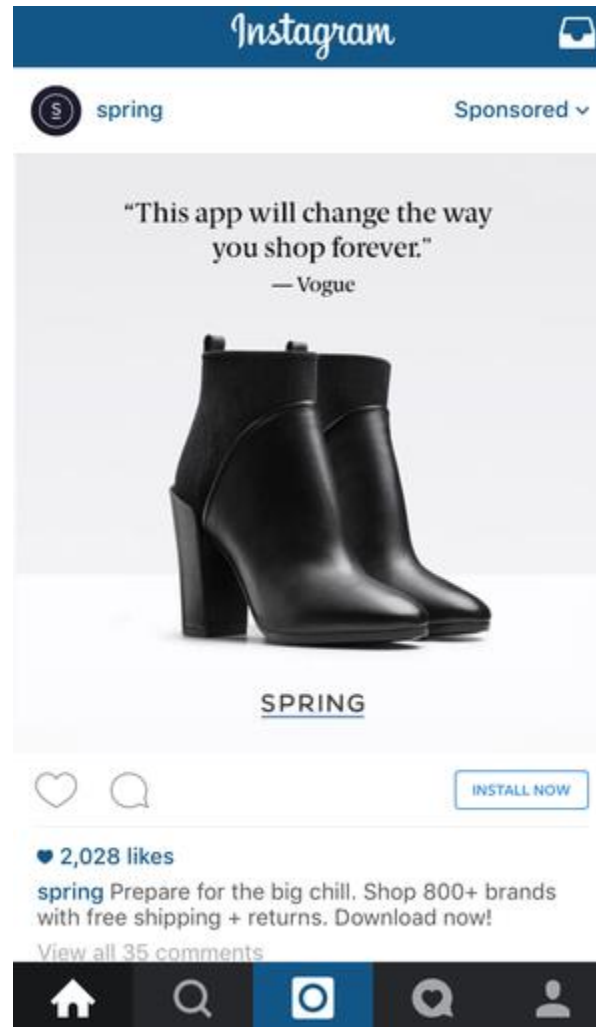 Instagram
S
spring
Sponsored
“This app will change the way
you shop forever.”
— Vogue
SPRING
INSTALL NOW
2,028 likes
spring Prepare for the big chill. Shop 800+ brands
with free shipping + returns. Download now!
View all 35 comments